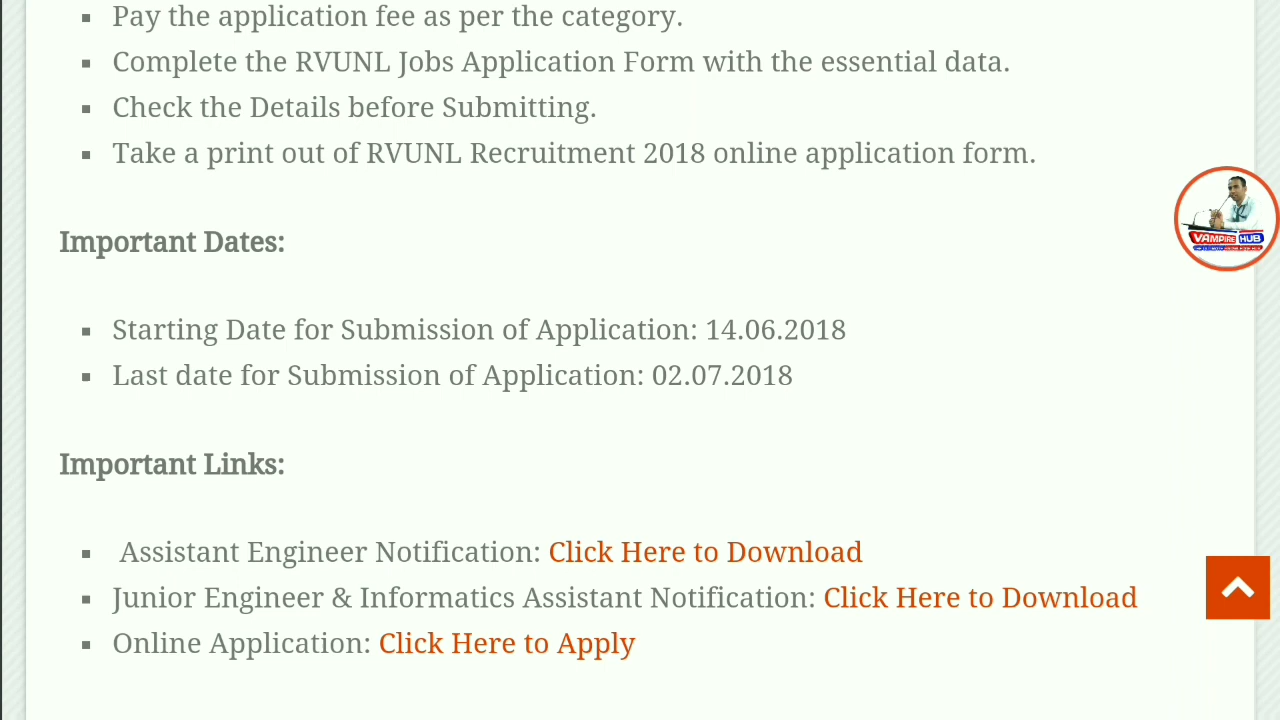 Pay the application fee as per the category.
Complete the RVUNL Jobs Application Form with the essential data.
Check the Details before Submitting.
Take a print out of RVUNL Recruitment 2018 online application form.
Important Dates:
Starting Date for Submission of Application: 14.06.2018
Last date for Submission of Application: 02.07.2018
VAMPIRE HUB
Important Links:
Assistant Engineer Notification: Click Here to Download
Junior Engineer & Informatics Assistant Notification: Click Here to Download
Online Application: Click Here to Apply